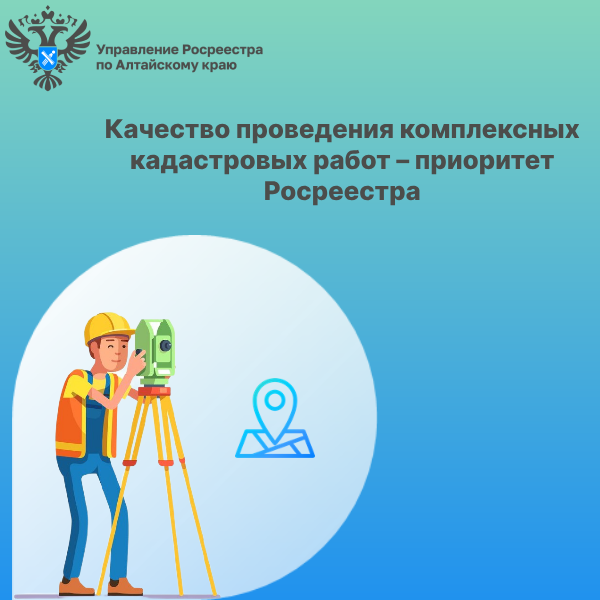 Управление Росреестра
по Алтайскому краю
Качество проведения комплексных
кадастровых работ – приоритет
Росреестра